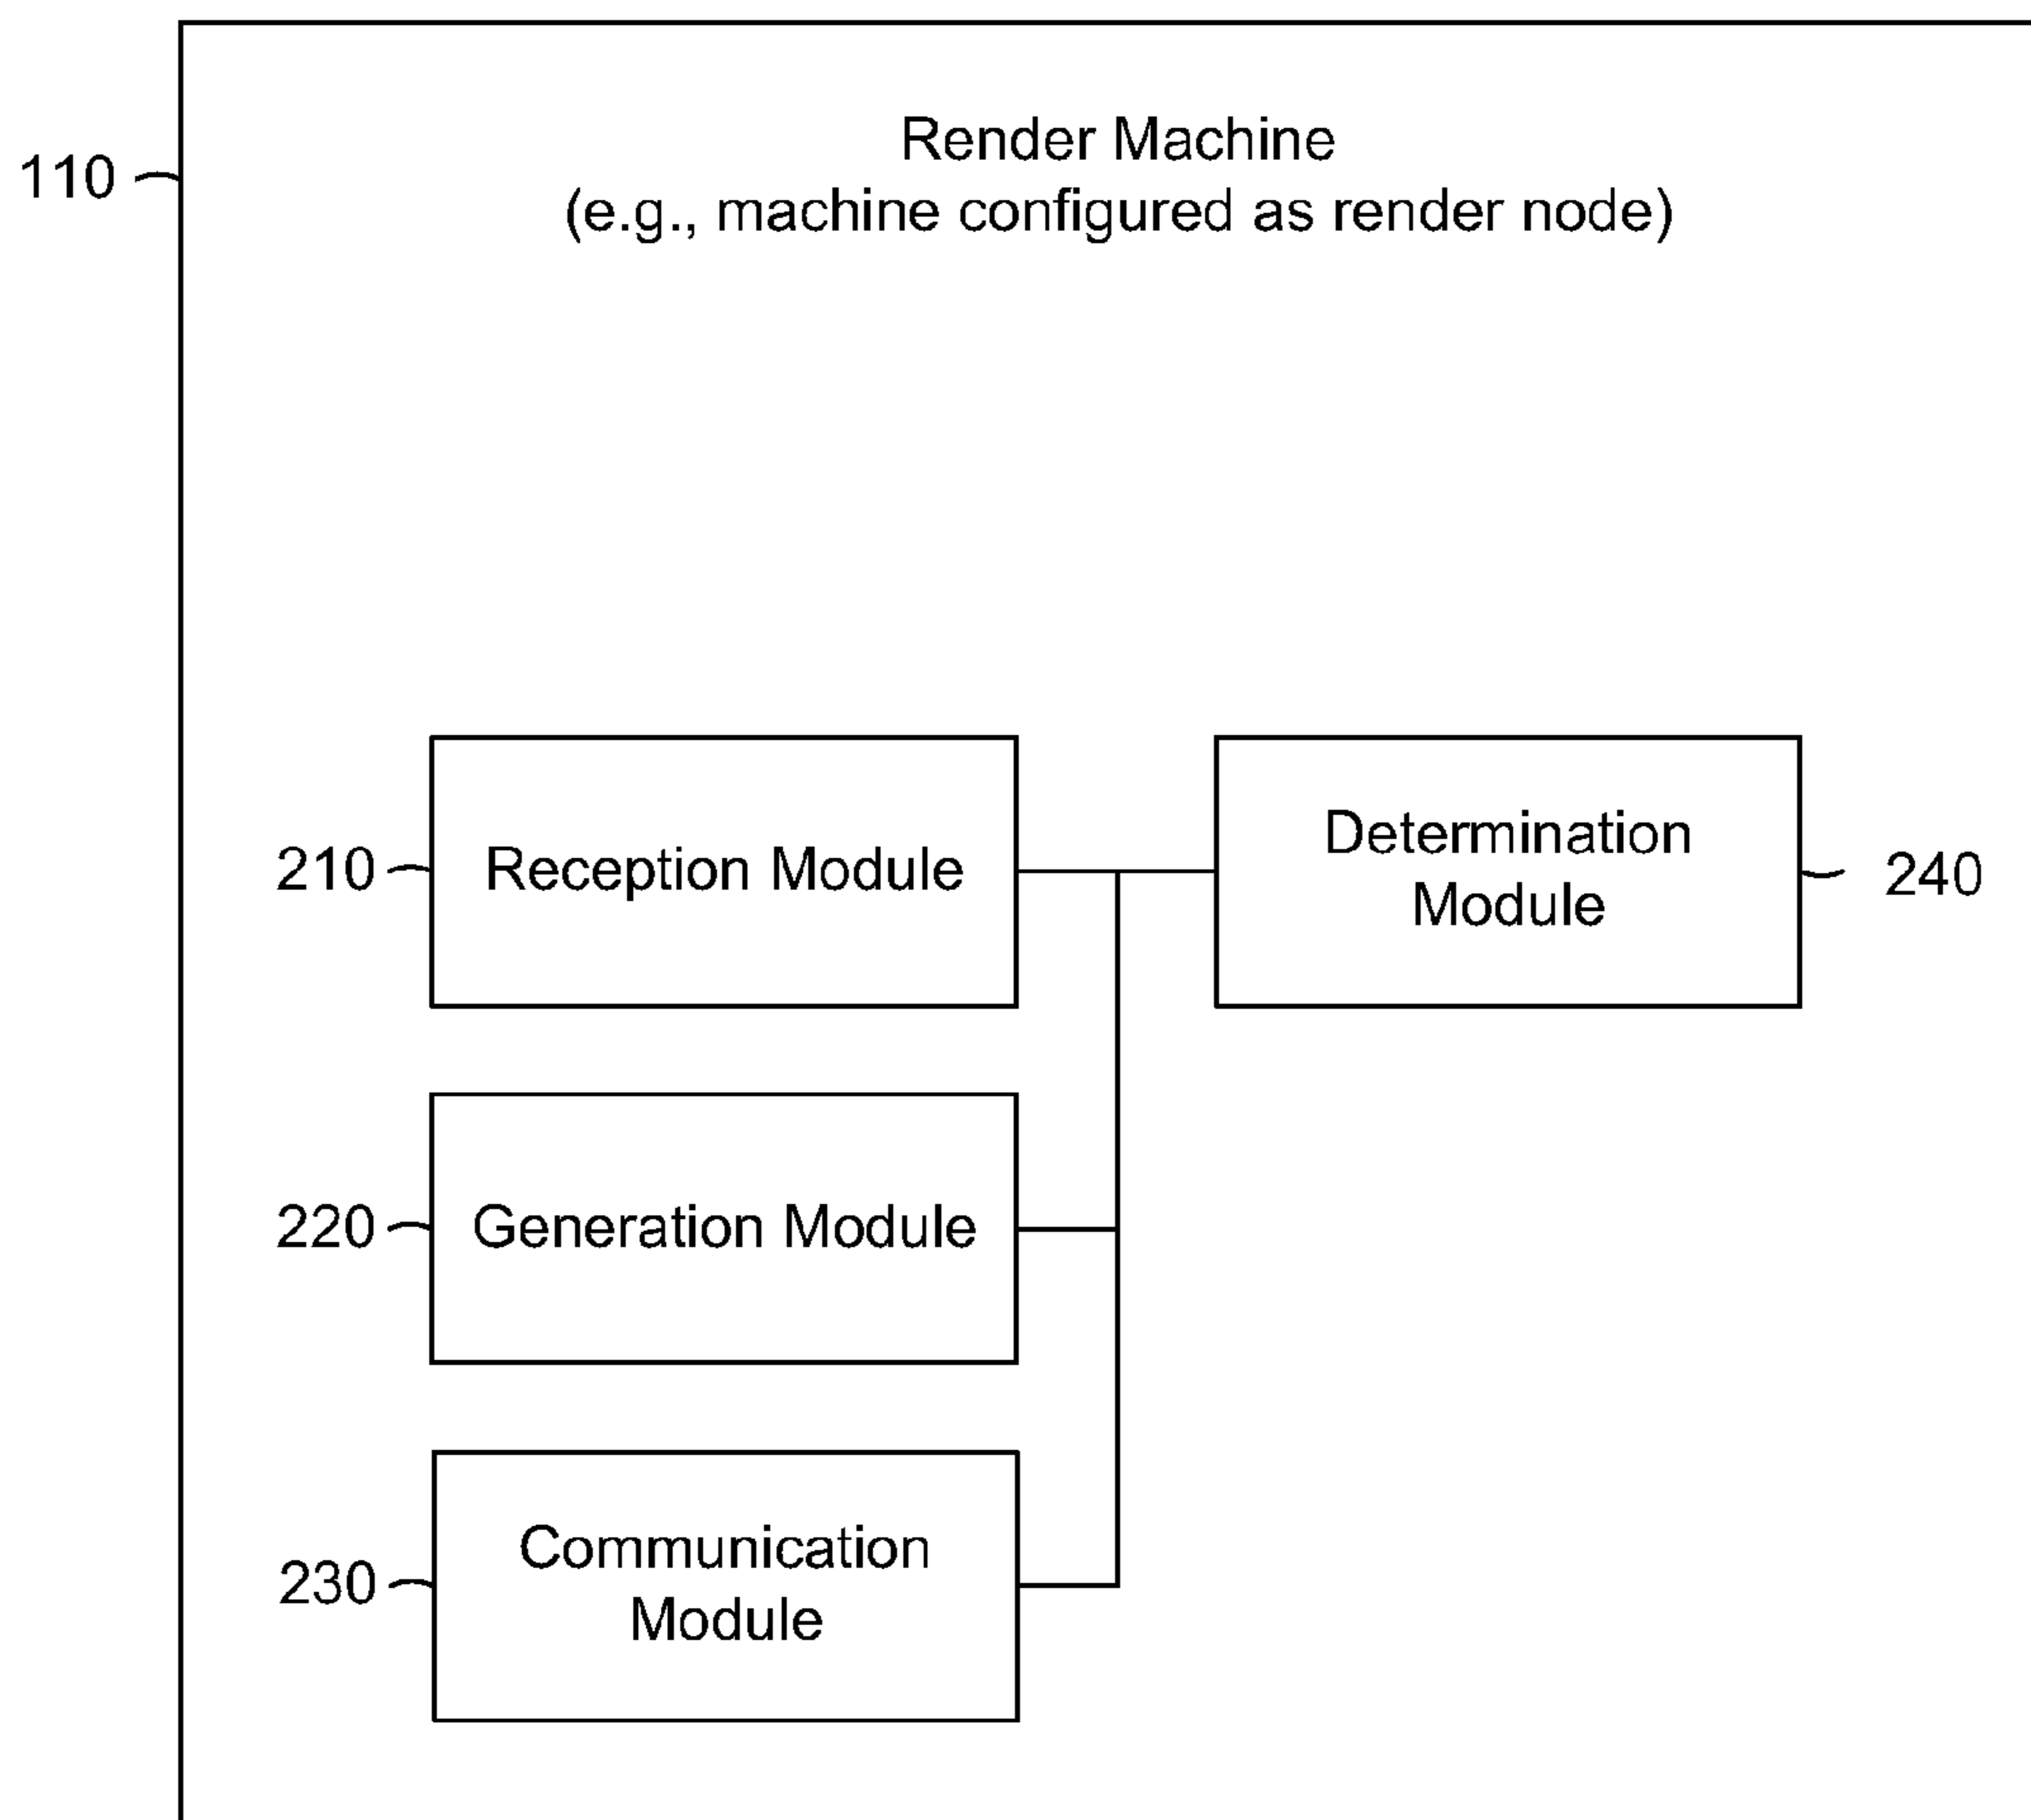 Render Machine
110
(e.g., machine configured as render node)
210
Reception Module
Determination
Module
240
220
Generation Module
230
Communication
Module